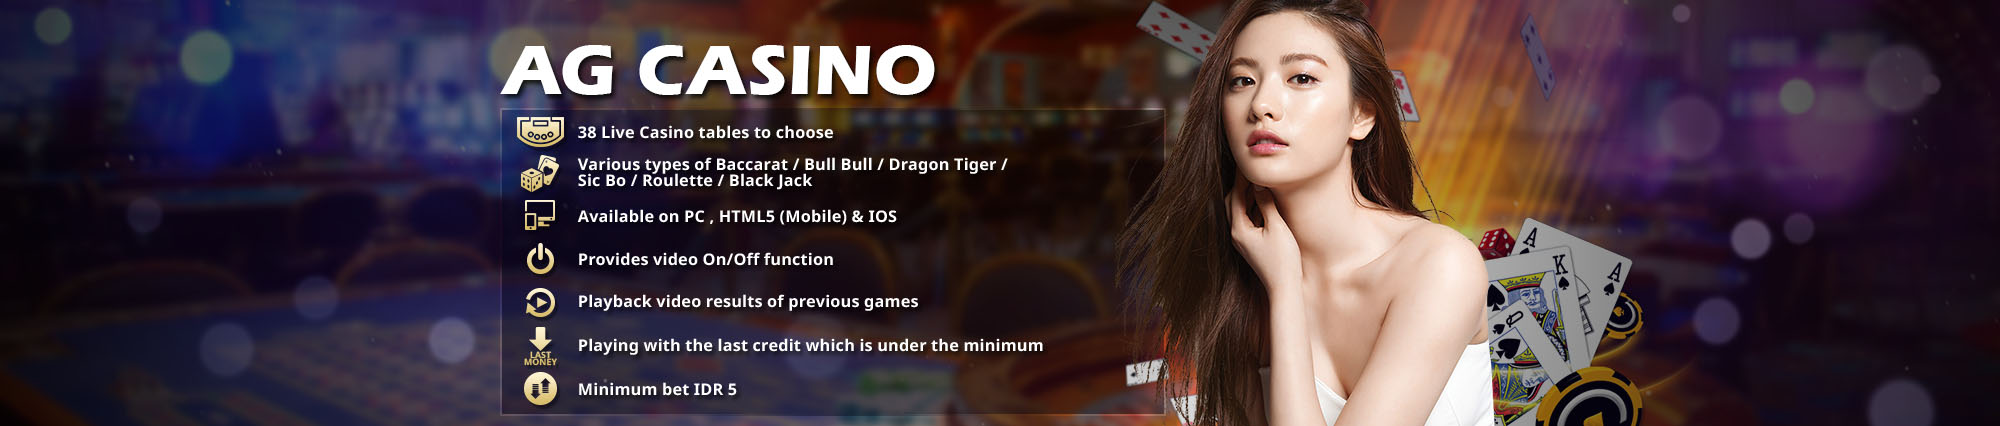 AG CASINO
38 Live Casino tables to choose
Various types of Baccarat / Bull Bull / Dragon Tiger /
Sic Bo / Roulette / Black Jack
Available on PC , HTML5 (Mobile) & IOS
Provides video On/Off function
Playback video results of previous games
LAST
MONEY
Playing with the last credit which is under the minimum
Minimum bet IDR 5
A
K
A
Q